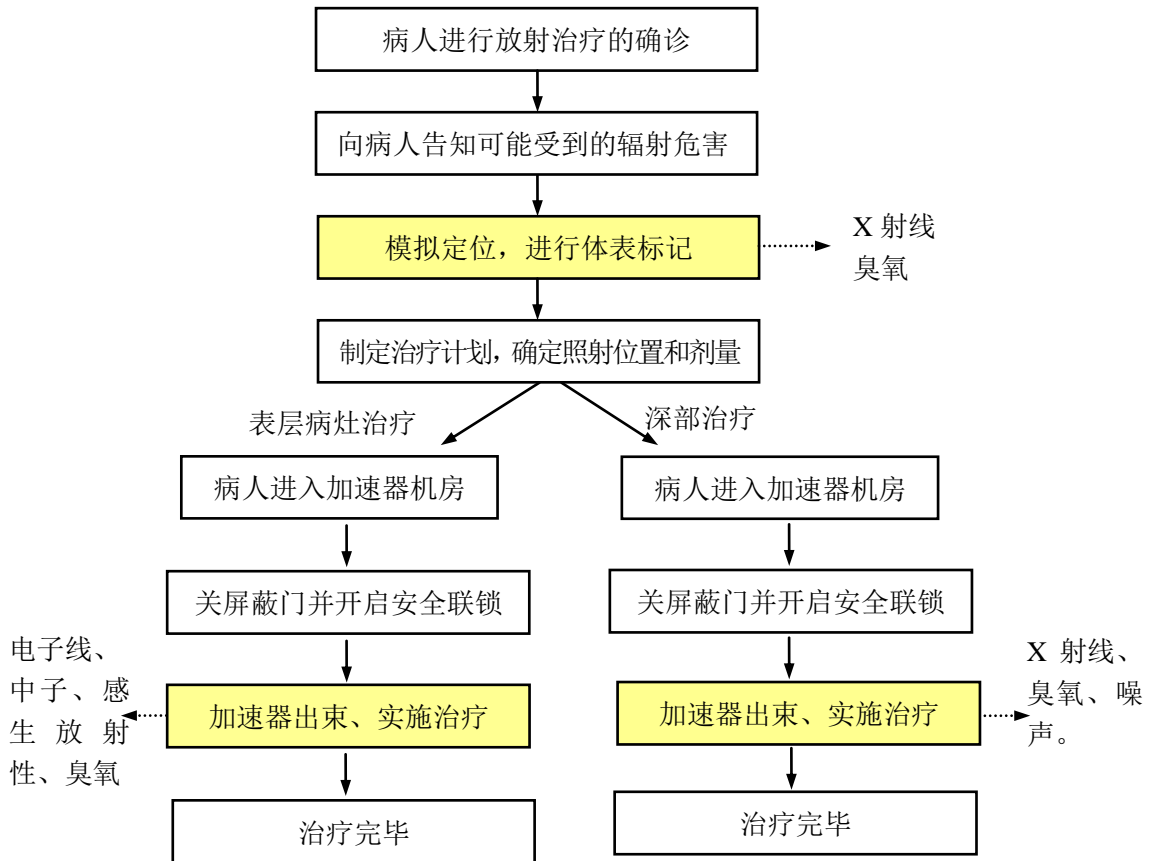 病人进行放射治疗的确诊
向病人告知可能受到的辐射危害
模拟定位，进行体表标记
X 射线
臭氧
制定治疗计划，确定照射位置和剂量
表层病灶治疗
深部治疗
病人进入加速器机房
病人进入加速器机房
关屏蔽门并开启安全联锁
关屏蔽门并开启安全联锁
电子线、
中子、感
生放射
性、臭氧
加速器出束、实施治疗
加速器出束、实施治疗
X 射线、
臭氧、噪
声。
治疗完毕
治疗完毕